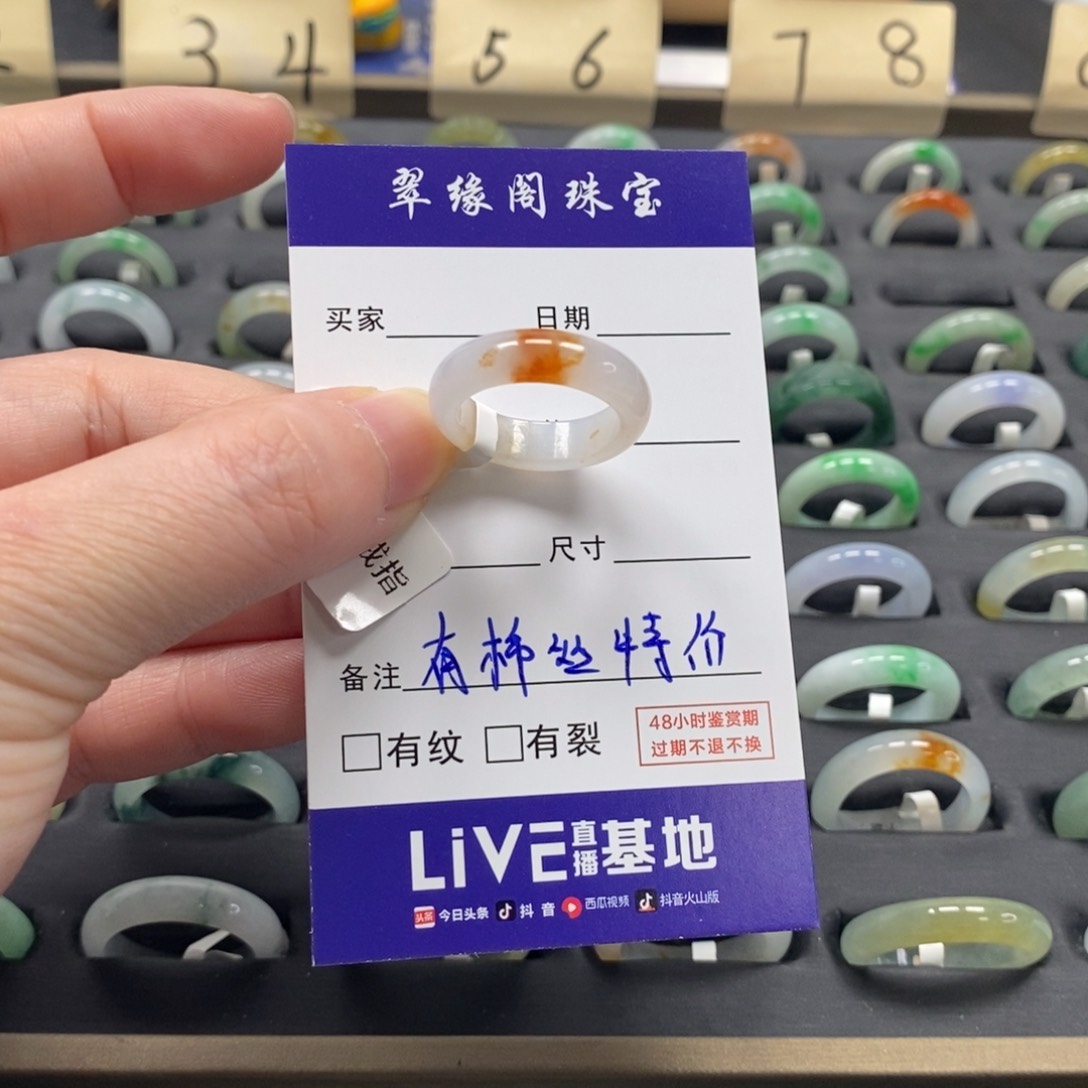 3 4
5 6
7 8
翠缘阁珠宝
买家 日期
尺寸
戒指
备注 有棉丝特价
□有纹 □有裂
48小时鉴赏期
过期不退不换
LiVE直播基地
头条 今日头条 抖音 西瓜视频 抖音火山版